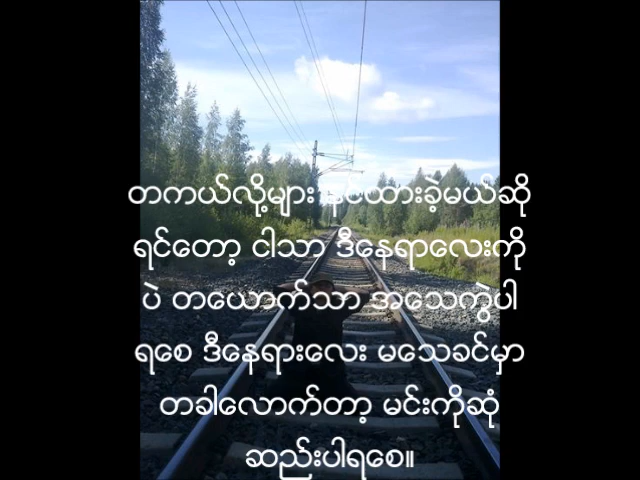 တကယ်လို့များ နင်ထားခဲ့မယ်ဆို
ရင်တော့ ငါသာ ဒီနေရာလေးကို
ပဲ တယောက်သာ အသေကွဲပါ
ရစေ ဒီနေရားလေး မသေခင်မှာ
တခါလောက်တာ့ မင်းကိုဆုံ
ဆည်းပါရစေ။